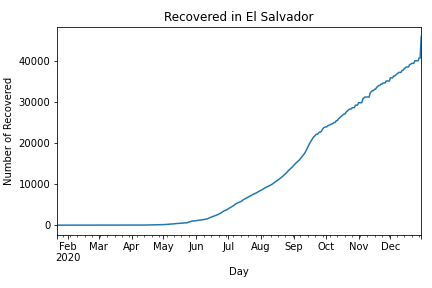 Recovered in El Salvador
Number of Recovered
40000
30000
20000
10000
0
Feb Mar Apr May Jun Jul Aug Sep Oct Nov Dec
2020
Day